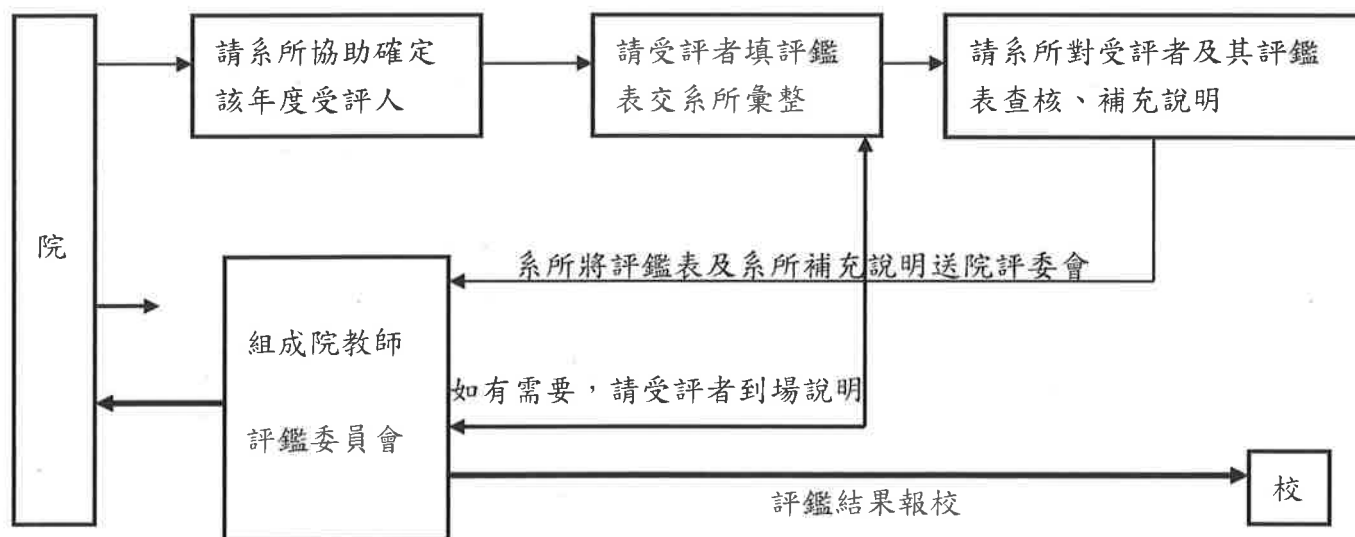 請系所協助確定
該年度受評人
請受評者填評鑑
表交系所彙整
請系所對受評者及其評鑑
表查核、補充說明
院
系所將評鑑表及系所補充說明送院評委會
組成院教師
評鑑委員會
如有需要，請受評者到場說明
評鑑結果報校
校